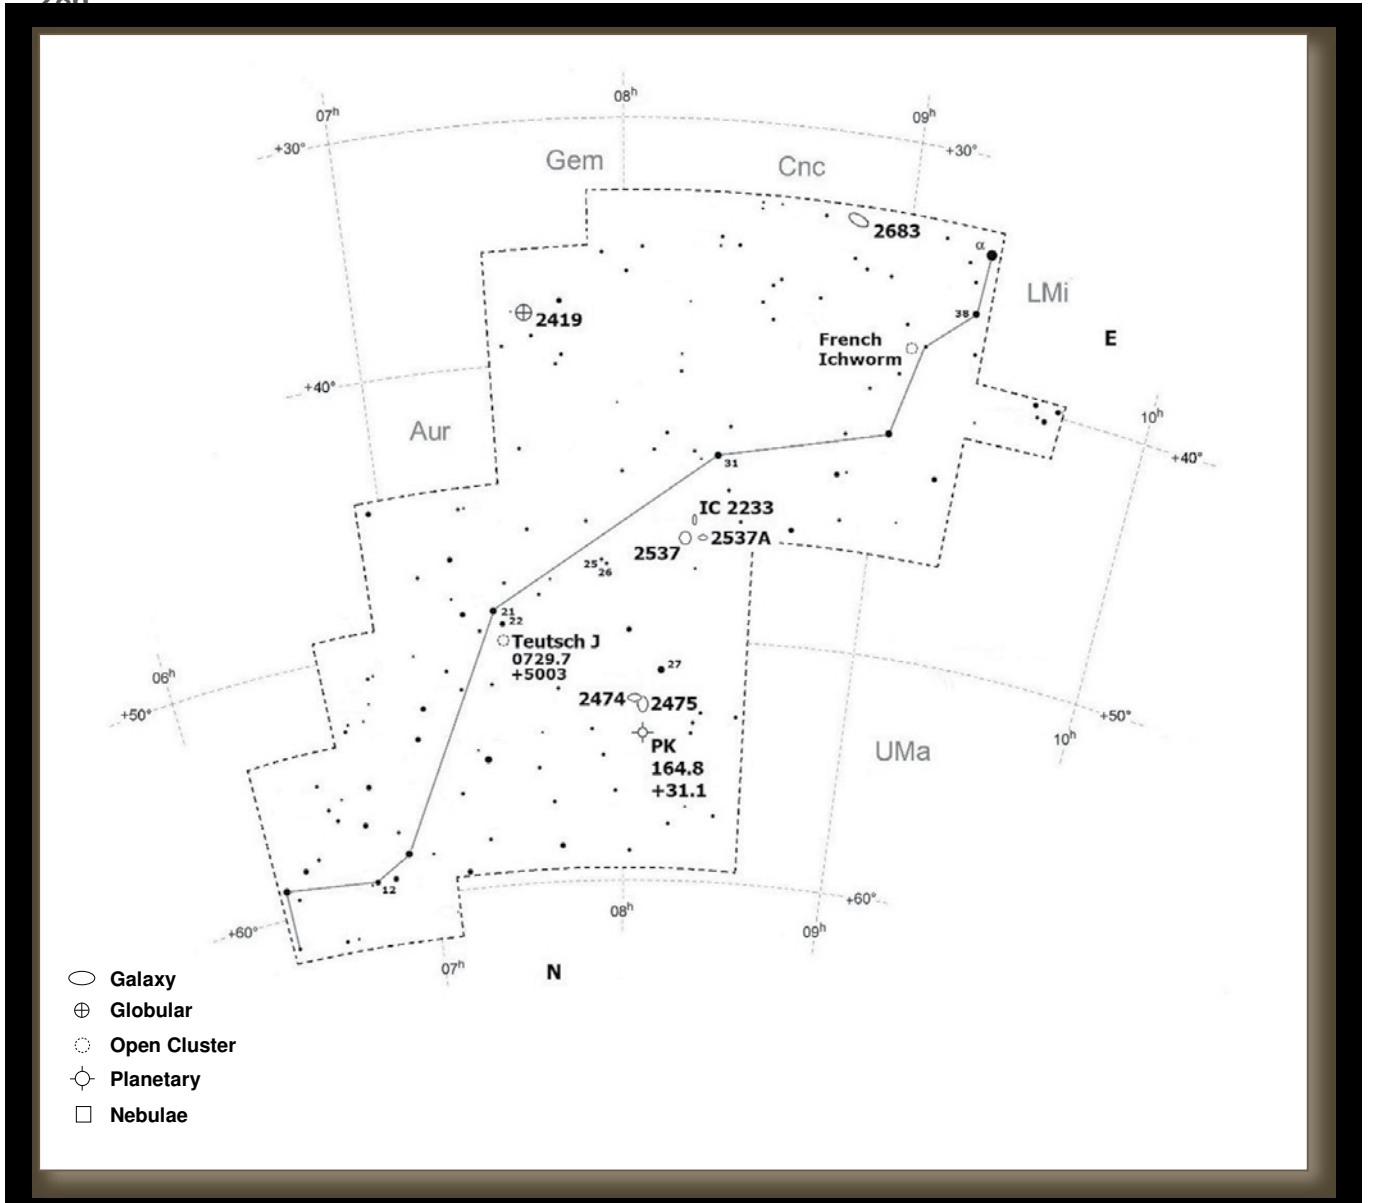 08ʰ
07ʰ
09ʰ
+30°
+30°
Gem
Cnc
2683
α
LMi
38
2419
E
French
Ichworm
+40°
10ʰ
Aur
+40°
31
IC 2233
2537A
2537
25
26
21
22
Teutsch J
0729.7
+5003
27
06ʰ
2474
2475
+50°
+50°
10ʰ
PK
164.8
+31.1
UMa
12
+60°
08ʰ
+60°
09ʰ
07ʰ
N
Galaxy
Globular
Open Cluster
Planetary
Nebulae